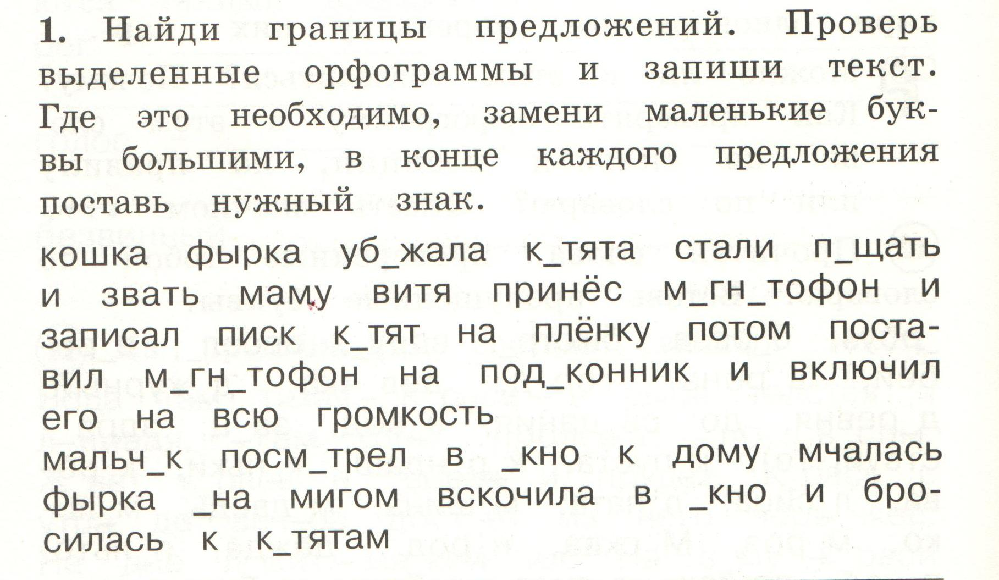 1. Найди границы предложений. Проверь
выделенные орфограммы и запиши текст.
Где это необходимо, замени маленькие бук-
вы большими, в конце каждого предложения
поставь нужный знак.
кошка фырка уб_жала к_тята стали п_щать
и звать маму витя принёс м_гн_тофон и
записал писк к_тят на плёнку потом поста-
вил м_гн_тофон на под_конник и включил
его на всю громкость
мальч_к посм_трел в _кно к дому мчалась
фырка _на мигом вскочила в _кно и бро-
силась к к_тятам